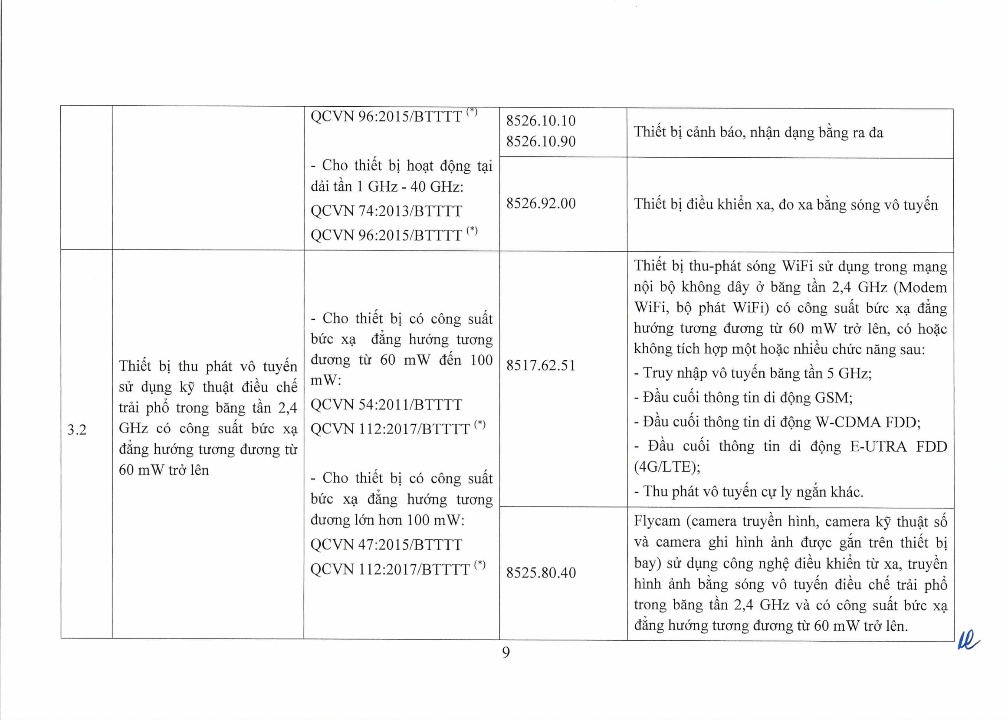 QCVN 96:2015/BTTTT (*)
- Cho thiết bị hoạt động tại
dải tần 1 GHz - 40 GHz:
QCVN 74:2013/BTTTT
QCVN 96:2015/BTTTT (*)
8526.10.10
8526.10.90
Thiết bị cảnh báo, nhận dạng bằng ra đa
8526.92.00
Thiết bị điều khiển xa, đo xa bằng sóng vô tuyến
3.2
Thiết bị thu phát vô tuyến
sử dụng kỹ thuật điều chế
trải phổ trong băng tần 2,4
GHz có công suất bức xạ
đẳng hướng tương đương từ
60 mW trở lên
- Cho thiết bị có công suất
bức xạ đẳng hướng tương
đương từ 60 mW đến 100
mW:
QCVN 54:2011/BTTTT
QCVN 112:2017/BTTTT (*)
- Cho thiết bị có công suất
bức xạ đẳng hướng tương
đương lớn hơn 100 mW:
QCVN 47:2015/BTTTT
QCVN 112:2017/BTTTT (*)
8517.62.51
Thiết bị thu-phát sóng WiFi sử dụng trong mạng
nội bộ không dây ở băng tần 2,4 GHz (Modem
WiFi, bộ phát WiFi) có công suất bức xạ đẳng
hướng tương đương từ 60 mW trở lên, có hoặc
không tích hợp một hoặc nhiều chức năng sau:
- Truy nhập vô tuyến băng tần 5 GHz;
- Đầu cuối thông tin di động GSM;
- Đầu cuối thông tin di động W-CDMA FDD;
- Đầu cuối thông tin di động E-UTRA FDD
(4G/LTE);
- Thu phát vô tuyến cự ly ngắn khác.
8525.80.40
Flycam (camera truyền hình, camera kỹ thuật số
và camera ghi hình ảnh được gắn trên thiết bị
bay) sử dụng công nghệ điều khiển từ xa, truyền
hình ảnh bằng sóng vô tuyến điều chế trải phổ
trong băng tần 2,4 GHz và có công suất bức xạ
đẳng hướng tương đương từ 60 mW trở lên.
9